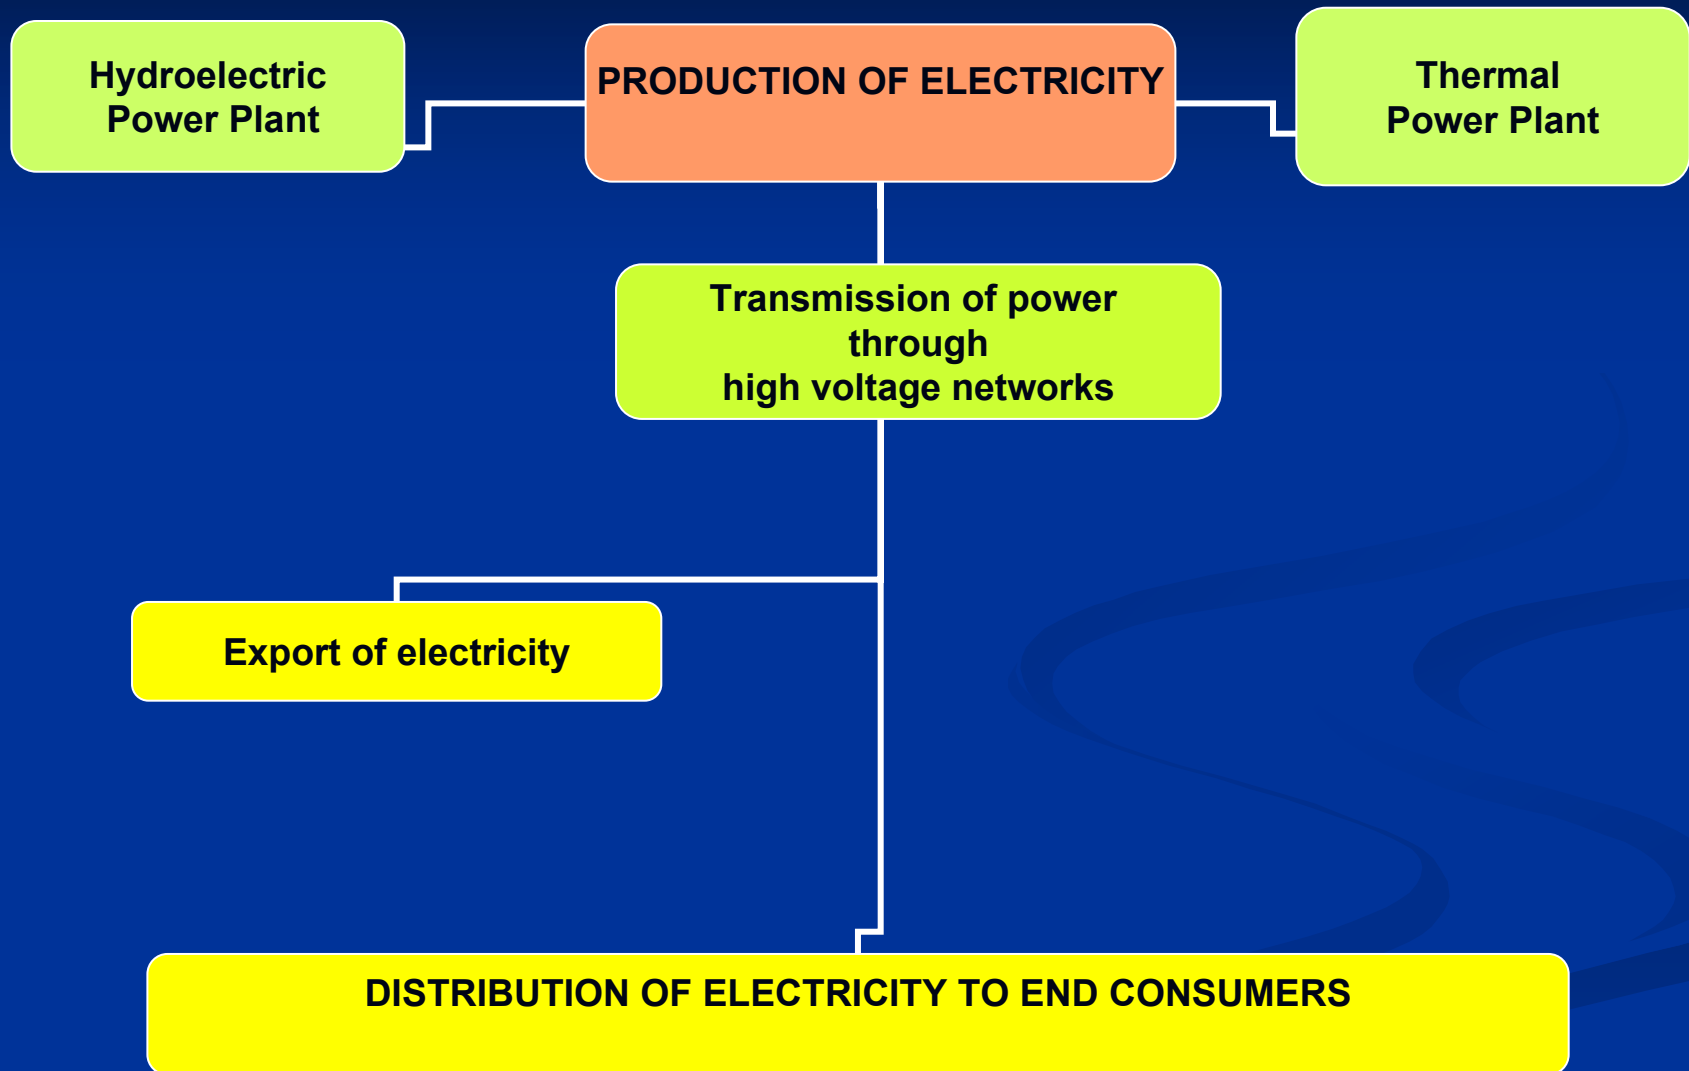 Hydroelectric
Power Plant
PRODUCTION OF ELECTRICITY
Thermal
Power Plant
Transmission of power
through
high voltage networks
Export of electricity
DISTRIBUTION OF ELECTRICITY TO END CONSUMERS